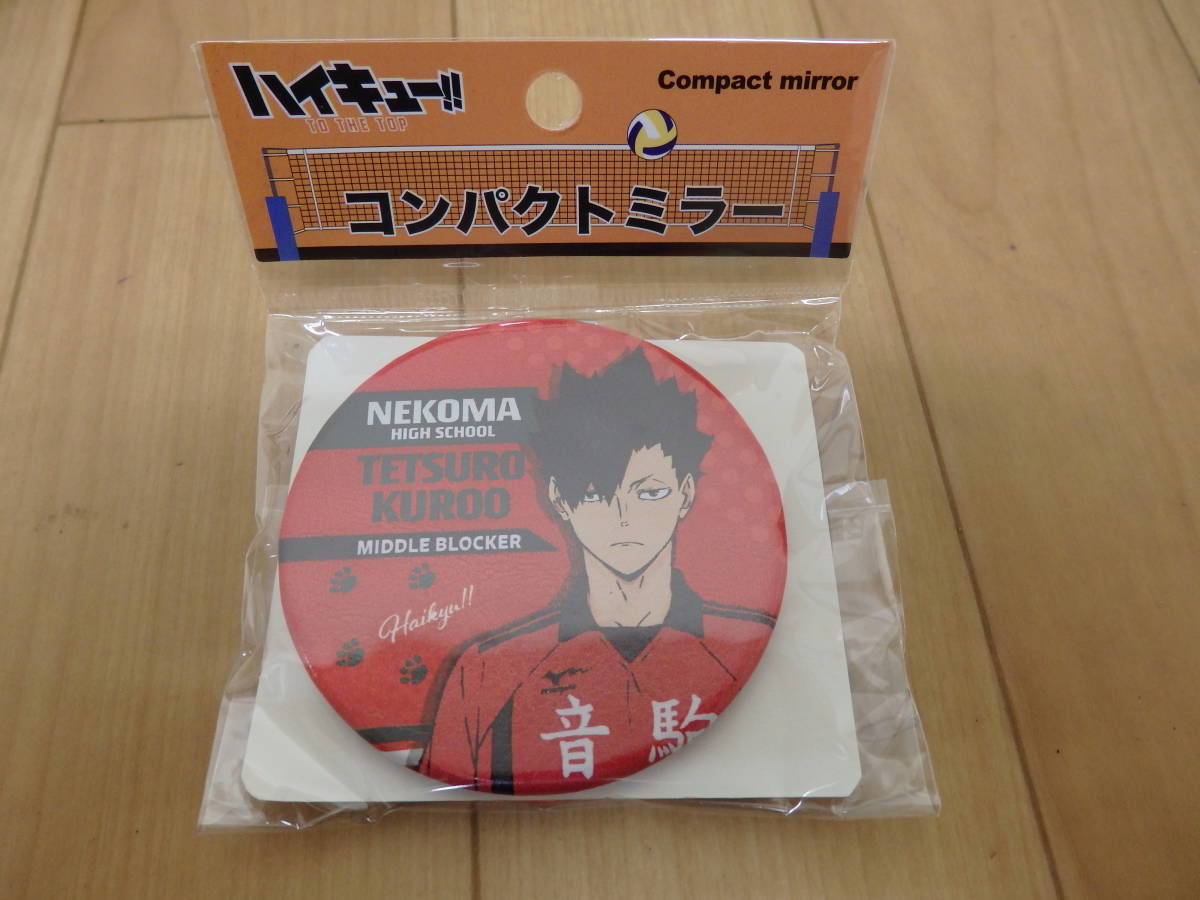 ハイキュー!!
TO THE TOP
Compact mirror
コンパクトミラー
NEKOMA
HIGH SCHOOL
TETSURO
KUROO
MIDDLE BLOCKER
Haikyu!!
音駒